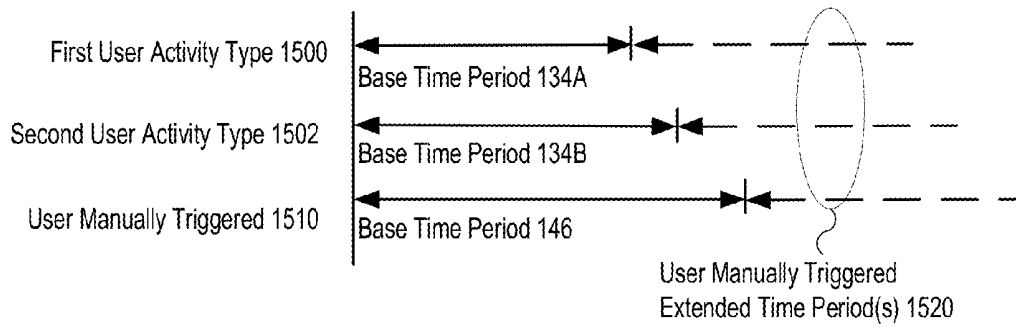 First User Activity Type 1500
Base Time Period 134A
Second User Activity Type 1502
Base Time Period 134B
User Manually Triggered 1510
Base Time Period 146
User Manually Triggered
Extended Time Period(s) 1520